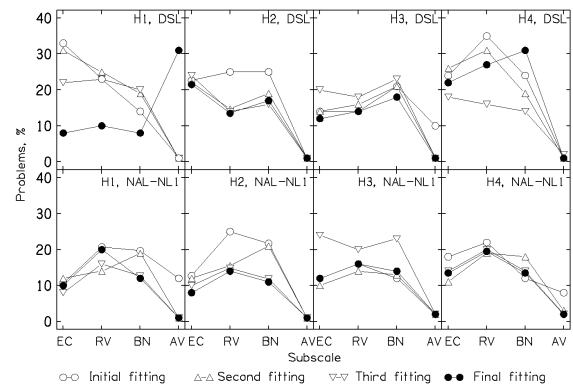 H1, DSL H2, DSL H3, DSL H4, DSL
40
30
20
10
0
Problems, %
H1, NAL-NL1 H2, NAL-NL1 H3, NAL-NL1 H4, NAL-NL1
40
30
20
10
0
EC RV BN AV EC RV BN AV EC RV BN AV EC RV BN AV
Subscale
Initial fitting Second fitting Third fitting Final fitting